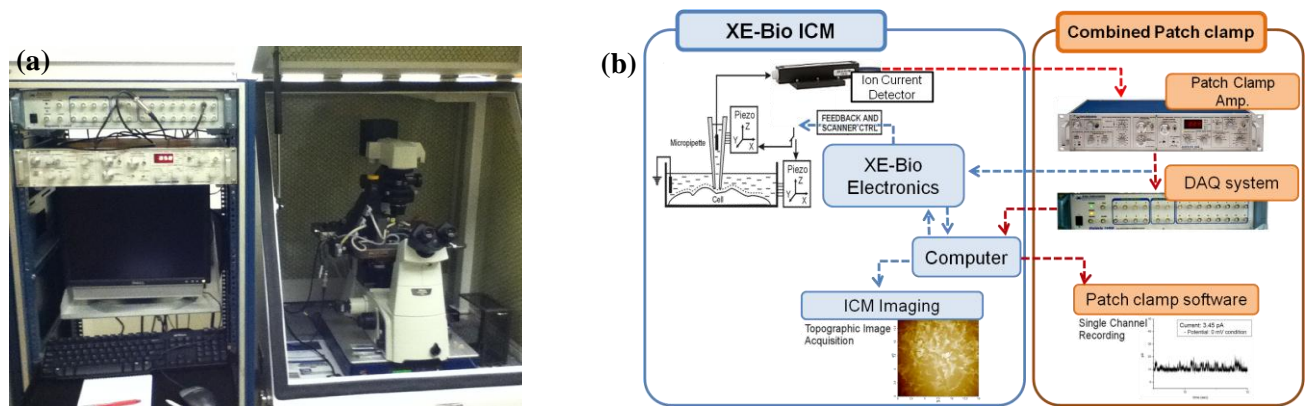 (a)
(b)
XE-Bio ICM
Combined Patch clamp
Ion Current
Detector
Patch Clamp
Amp.
Piezo
Z
Y
X
FEEDBACK AND
SCANNER CTRL
Micropipette
Piezo
Z
Y
X
Cell
XE-Bio
Electronics
DAQ system
Computer
ICM Imaging
Patch clamp software
Topographic Image
Acquisition
Single Channel
Recording
Current: 3.45 pA
- Potential 0 mV condition